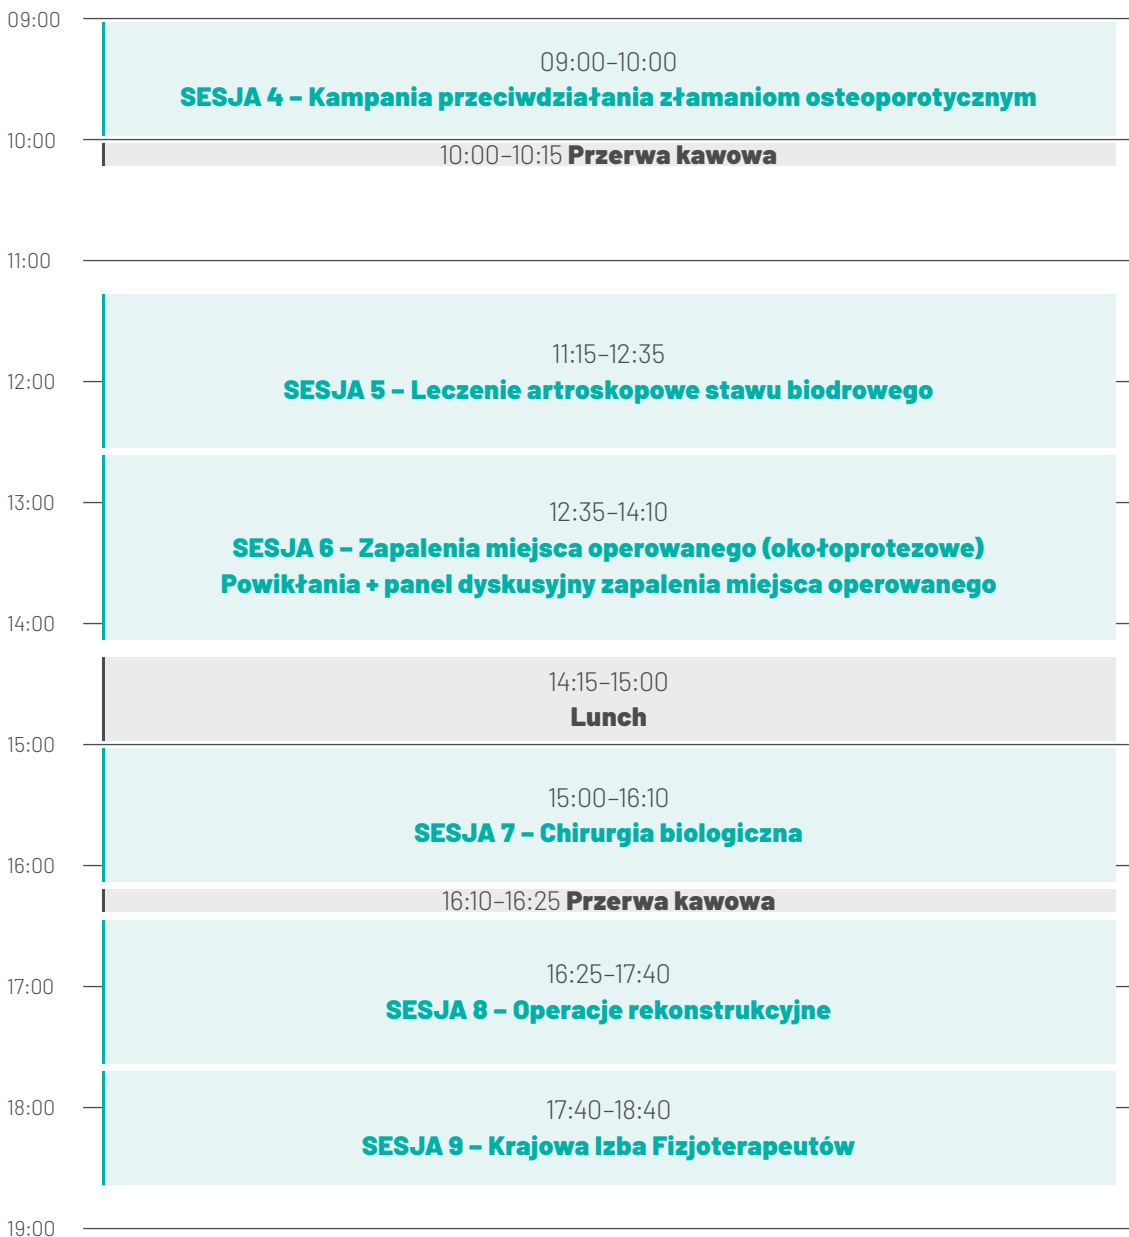 09:00
09:00–10:00
SESJA 4 – Kampania przeciwdziałania złamaniom osteoporotycznym
10:00
10:00–10:15 Przerwa kawowa
11:00
11:15–12:35
12:00
SESJA 5 – Leczenie artroskopowe stawu biodrowego
13:00
12:35–14:10
SESJA 6 – Zapalenia miejsca operowanego (okołoprotezowe)
Powikłania + panel dyskusyjny zapalenia miejsca operowanego
14:00
14:15–15:00
Lunch
15:00
15:00–16:10
SESJA 7 – Chirurgia biologiczna
16:00
16:10–16:25 Przerwa kawowa
16:25–17:40
17:00
SESJA 8 – Operacje rekonstrukcyjne
18:00
17:40–18:40
SESJA 9 – Krajowa Izba Fizjoterapeutów
19:00